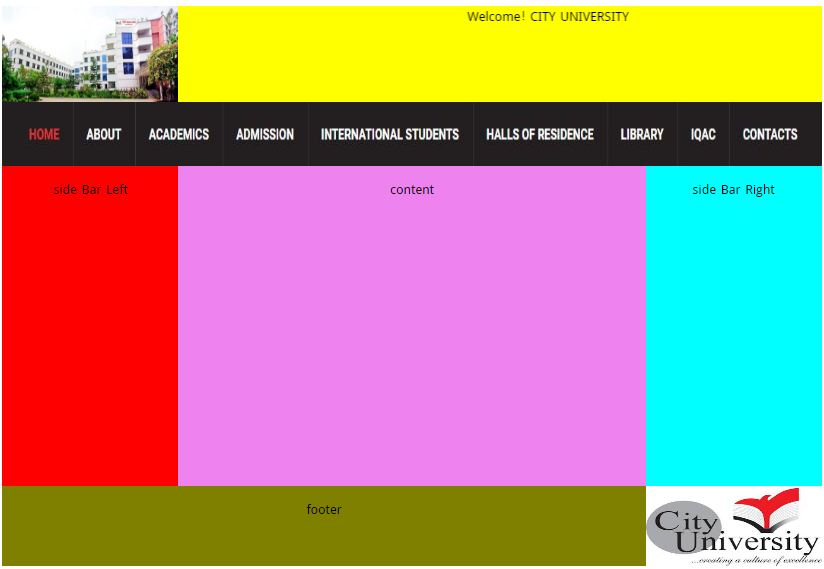 Welcome! CITY UNIVERSITY
HOME ABOUT ACADEMICS ADMISSION INTERNATIONAL STUDENTS HALLS OF RESIDENCE LIBRARY IQAC CONTACTS
side Bar Left content side Bar Right
footer
City
University
...creating a culture of excellence